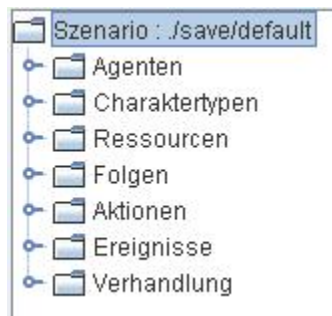 Szenario : ./save/default
Agenten
Charaktertypen
Ressourcen
Folgen
Aktionen
Ereignisse
Verhandlung